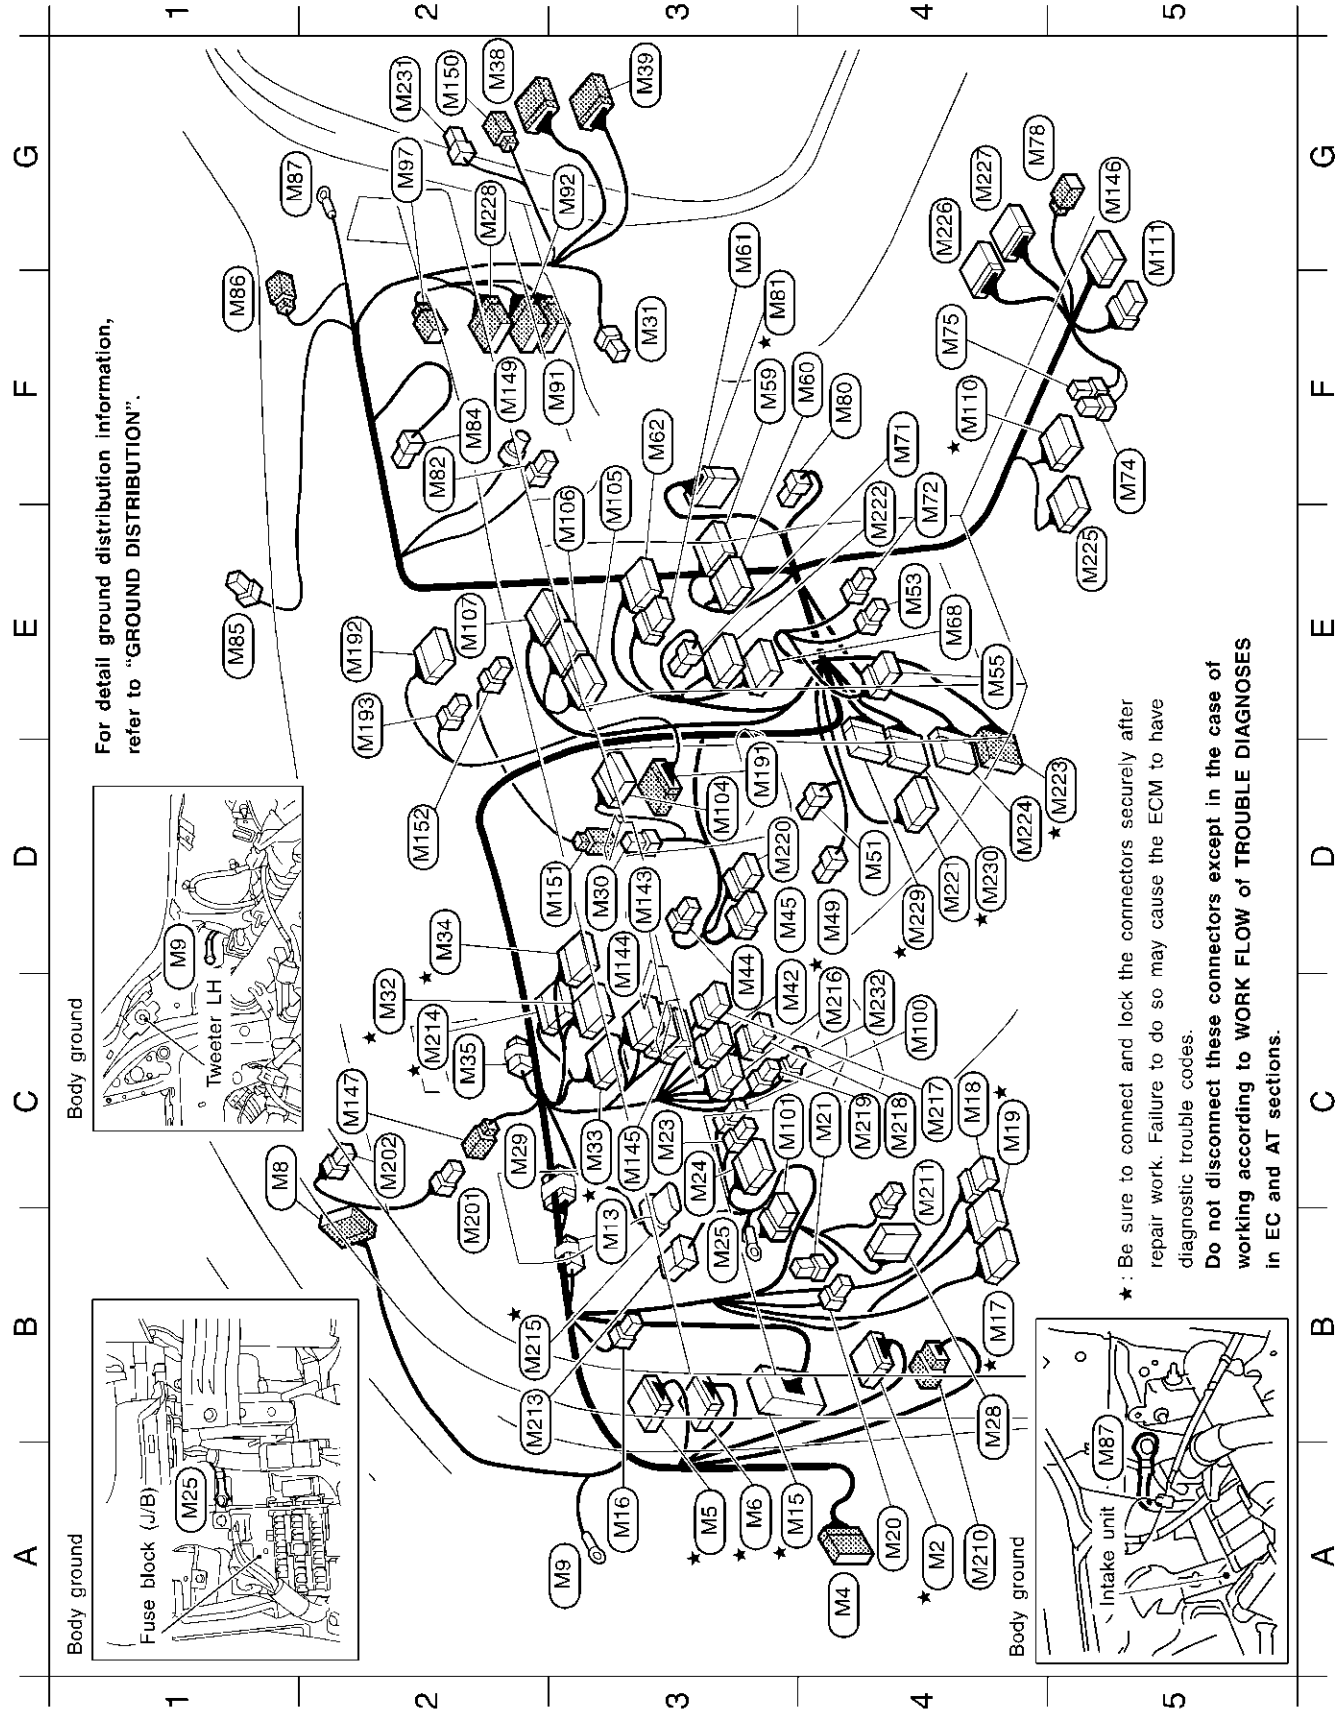 A
B
C
D
E
F
G
1
2
3
4
5
Body ground
Fuse block (J/B)
M25
Body ground
M9
Tweeter LH
For detail ground distribution information,
refer to "GROUND DISTRIBUTION".
M8
M202
M147
M201
M85
M86
M87
M193
M192
M152
M107
M82
M84
M149
M91
M97
M228
M92
M231
M150
M38
M39
M31
M35
★ M214
★ M32
★ M34
M29
M33
M145
M144
M143
M30
M151
M106
M105
M62
M61
★ M81
M59
M60
M80
M71
M222
M72
M53
M68
M55
M9
M16
M213
★ M215
★ M13
M25
M24
M23
M101
M21
M219
M218
M217
M100
M232
M216
M42
M44
★ M49
M45
M220
M104
M191
M51
★ M229
M221
★ M230
M224
★ M223
★ M5
★ M6
★ M15
M4
M20
★ M2
M210
M28
★ M17
M211
M18
★ M19
★ M110
M75
M226
M227
M78
M146
M111
M74
M225
Body ground
Intake unit
M87
★ : Be sure to connect and lock the connectors securely after
repair work. Failure to do so may cause the ECM to have
diagnostic trouble codes.
Do not disconnect these connectors except in the case of
working according to WORK FLOW of TROUBLE DIAGNOSES
in EC and AT sections.
A
B
C
D
E
F
G
1
2
3
4
5